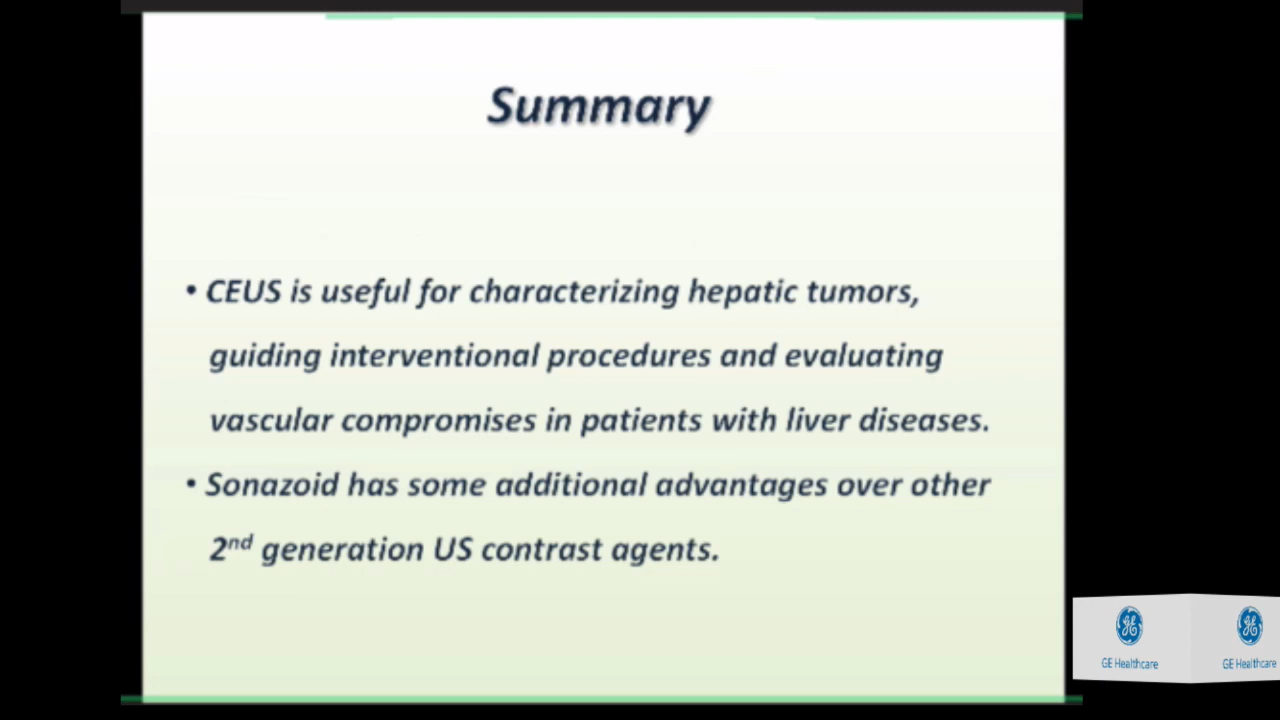 Summary
• CEUS is useful for characterizing hepatic tumors,
guiding interventional procedures and evaluating
vascular compromises in patients with liver diseases.
• Sonazoid has some additional advantages over other
2nd generation US contrast agents.
GE Healthcare
GE Healthcare